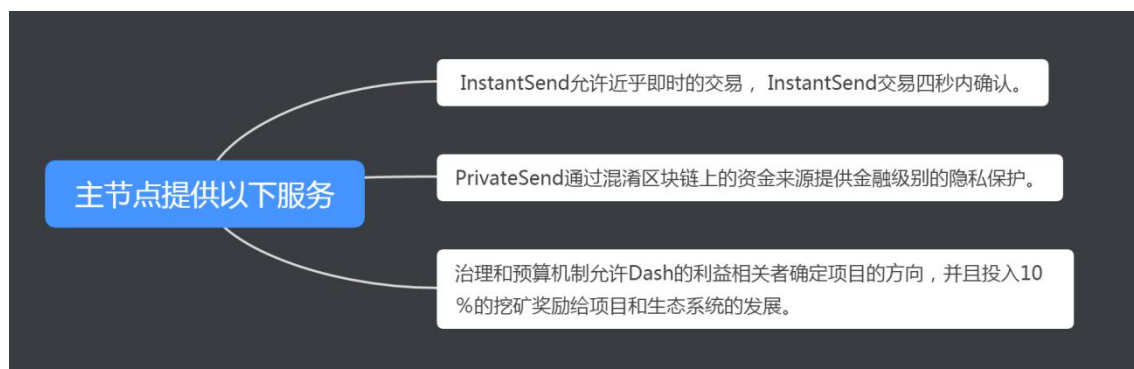 InstantSend允许近乎即时的交易，InstantSend交易四秒内确认。
主节点提供以下服务
PrivateSend通过混淆区块链上的资金来源提供金融级别的隐私保护。
治理和预算机制允许Dash的利益相关者确定项目的方向，并且投入10
%的挖矿奖励给项目和生态系统的发展。